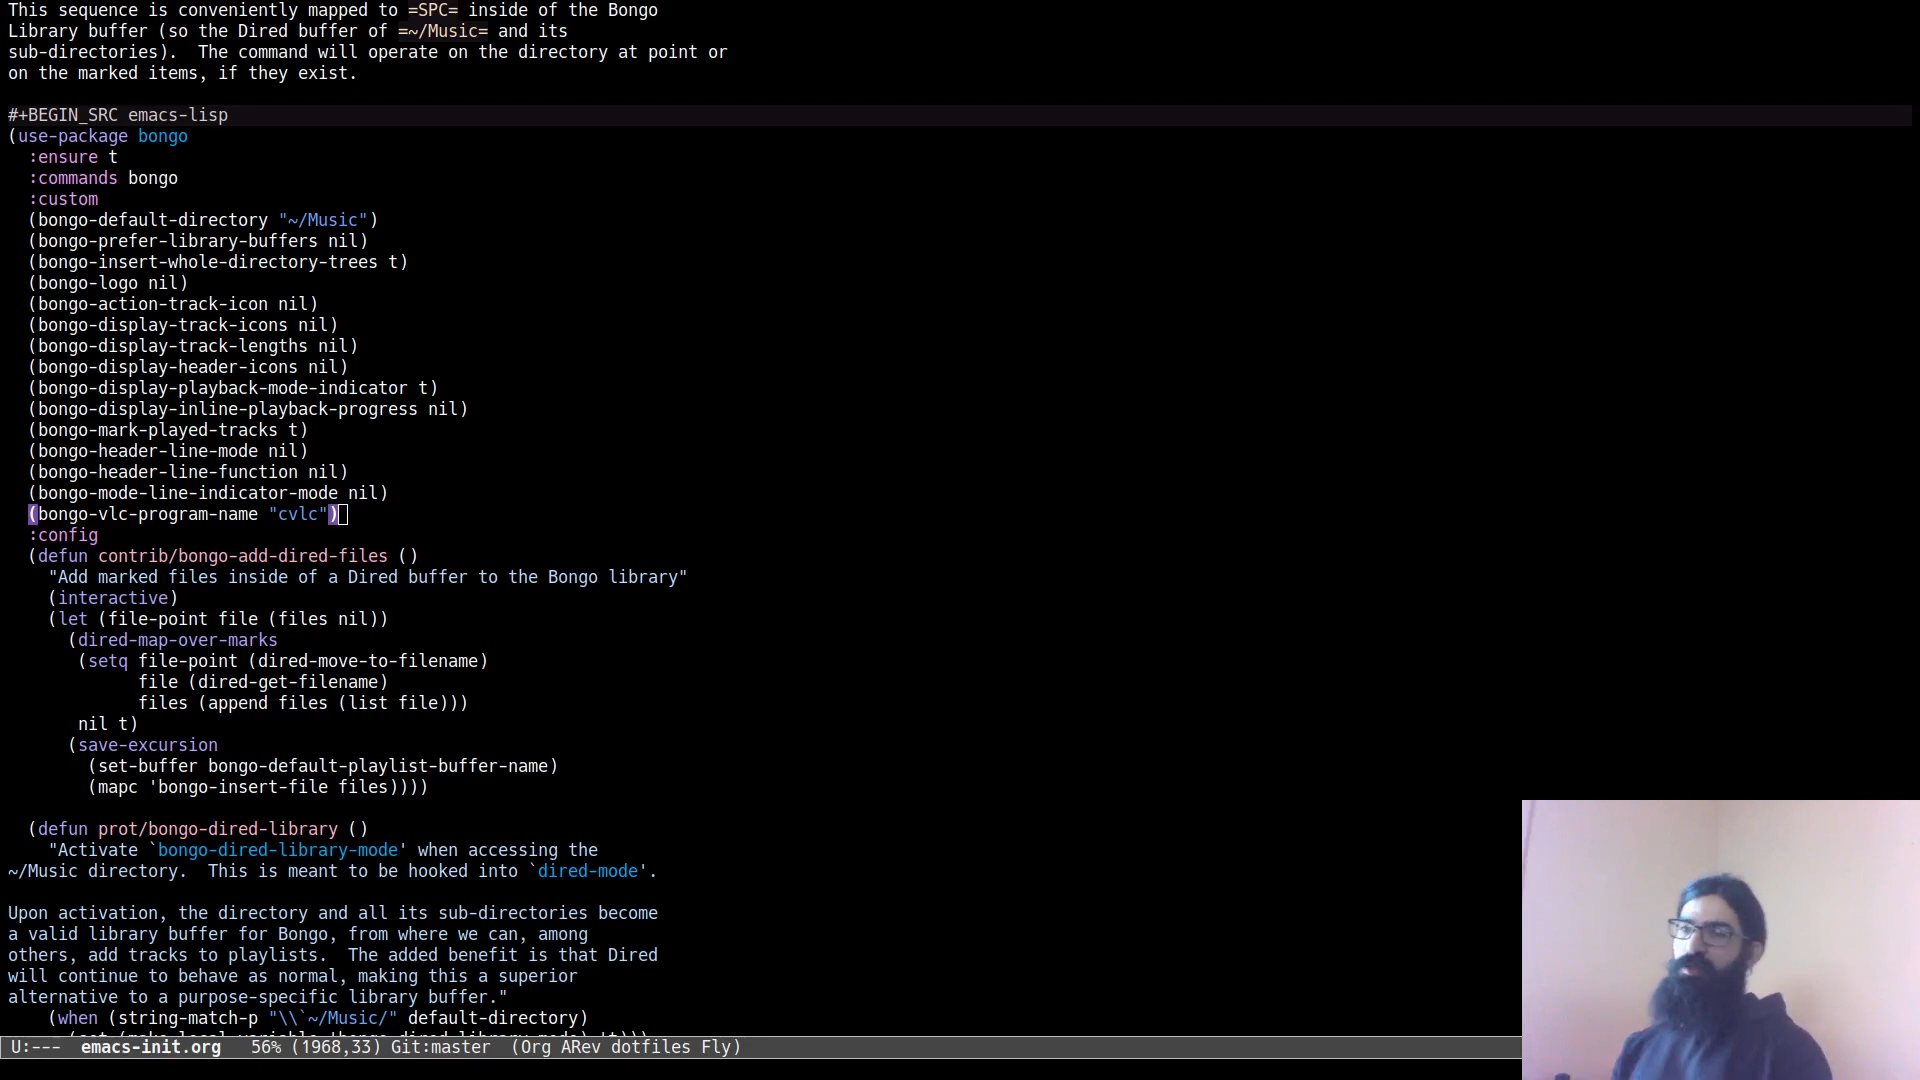 This sequence is conveniently mapped to =SPC= inside of the Bongo
Library buffer (so the Dired buffer of =~/Music= and its
sub-directories).  The command will operate on the directory at point or
on the marked items, if they exist.
#+BEGIN_SRC emacs-lisp
(use-package bongo
  :ensure t
  :commands bongo
  :custom
  (bongo-default-directory "~/Music")
  (bongo-prefer-library-buffers nil)
  (bongo-insert-whole-directory-trees t)
  (bongo-logo nil)
  (bongo-action-track-icon nil)
  (bongo-display-track-icons nil)
  (bongo-display-track-lengths nil)
  (bongo-display-header-icons nil)
  (bongo-display-playback-mode-indicator t)
  (bongo-display-inline-playback-progress nil)
  (bongo-mark-played-tracks t)
  (bongo-header-line-mode nil)
  (bongo-header-line-function nil)
  (bongo-mode-line-indicator-mode nil)
  (bongo-vlc-program-name "cvlc")
  :config
  (defun contrib/bongo-add-dired-files ()
    "Add marked files inside of a Dired buffer to the Bongo library"
    (interactive)
    (let (file-point file (files nil))
      (dired-map-over-marks
       (setq file-point (dired-move-to-filename)
             file (dired-get-filename)
             files (append files (list file)))
       nil t)
      (save-excursion
        (set-buffer bongo-default-playlist-buffer-name)
        (mapc 'bongo-insert-file files))))
  (defun prot/bongo-dired-library ()
    "Activate `bongo-dired-library-mode' when accessing the
~/Music directory.  This is meant to be hooked into `dired-mode'.
Upon activation, the directory and all its sub-directories become
a valid library buffer for Bongo, from where we can, among
others, add tracks to playlists.  The added benefit is that Dired
will continue to behave as normal, making this a superior
alternative to a purpose-specific library buffer."
    (when (string-match-p "\\`~/Music/" default-directory)
U:---  emacs-init.org   56% (1968,33) Git:master  (Org ARev dotfiles Fly)